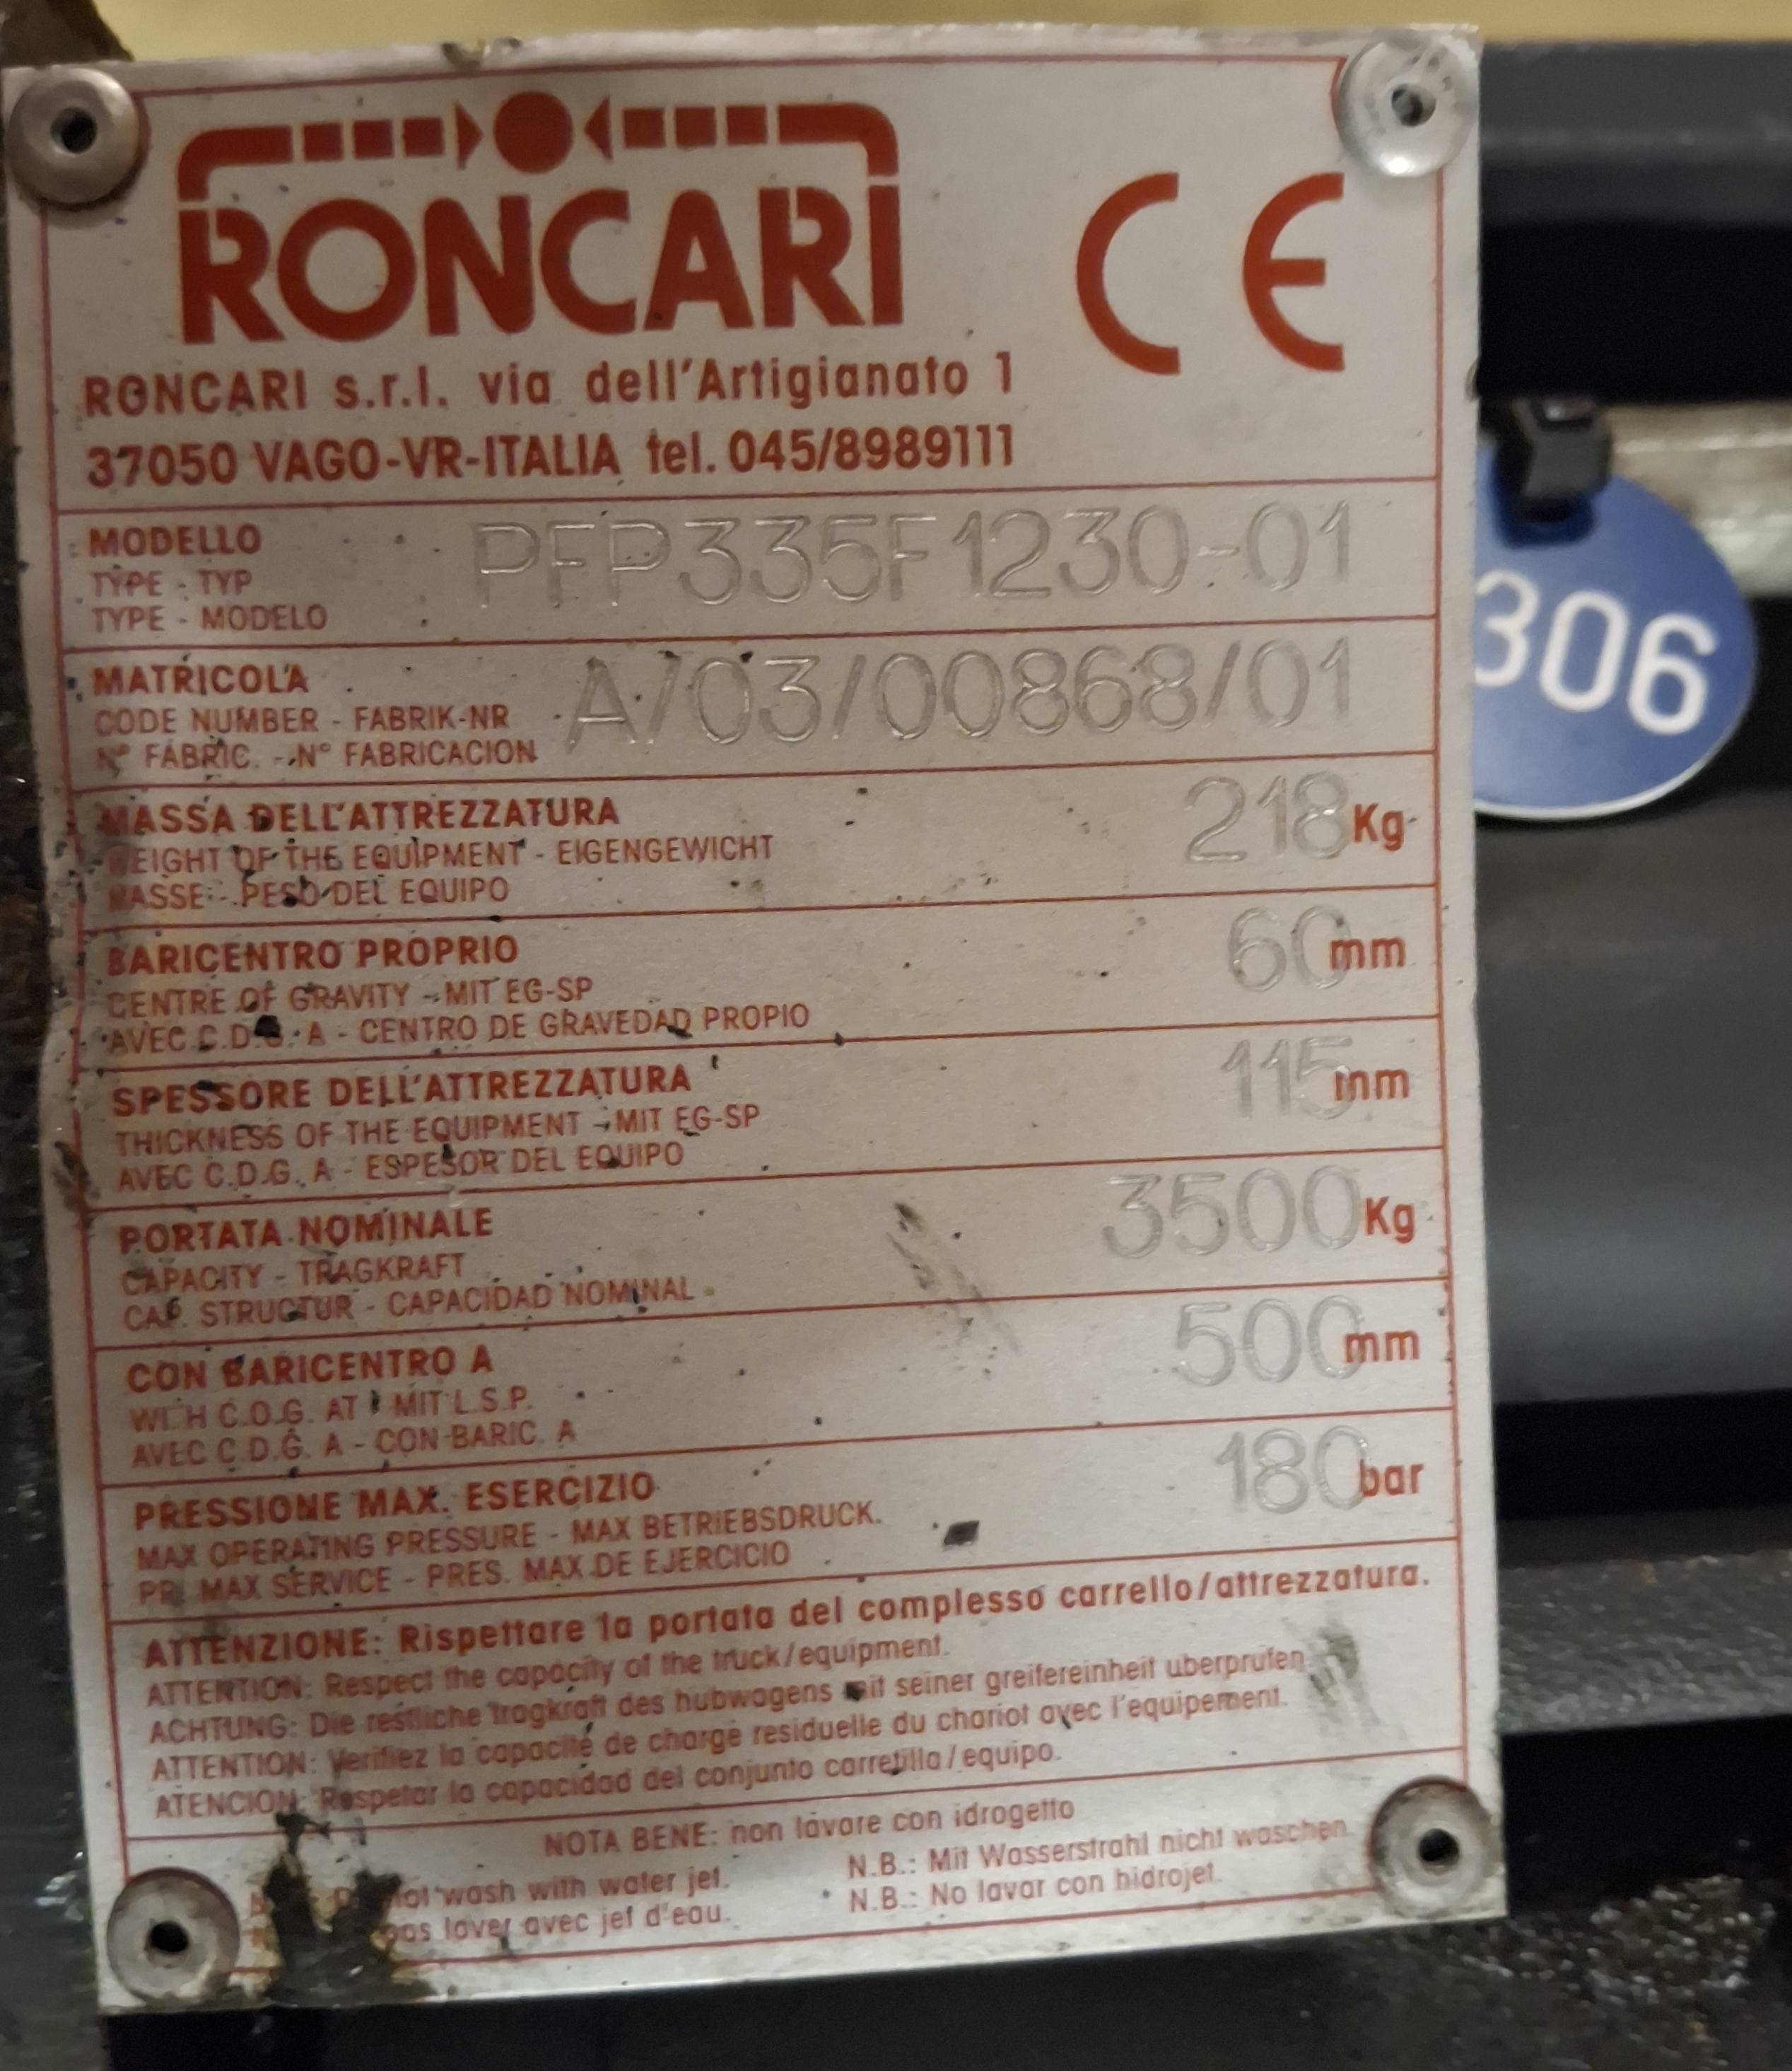 RONCARI
CE
RONCARI s.r.l. via dell'Artigianato 1
37050 VAGO-VR-ITALIA tel. 045/8989111
MODELLO PFP335F1230-01
TYPE - TYP
TYPE - MODELO
MATRICOLA A/03/00868/01
CODE NUMBER - FABRIK-NR
N° FABRIC. - N° FABRICACION
306
MASSA DELL'ATTREZZATURA 218 Kg
WEIGHT OF THE EQUIPMENT - EIGENGEWICHT
MASSE - PESO DEL EQUIPO
BARICENTRO PROPRIO 60 mm
CENTRE OF GRAVITY - MIT EG-SP
AVEC C.D.G. A - CENTRO DE GRAVEDAD PROPIO
SPESSORE DELL'ATTREZZATURA 115 mm
THICKNESS OF THE EQUIPMENT - MIT EG-SP
AVEC C.D.G. A - ESPESOR DEL EQUIPO
PORTATA NOMINALE 3500 Kg
CAPACITY - TRAGKRAFT
CAP. STRUCTUR - CAPACIDAD NOMINAL
CON BARICENTRO A 500 mm
WITH C.O.G. AT - MIT L.S.P.
AVEC C.D.G. A - CON BARIC. A
PRESSIONE MAX. ESERCIZIO 180 bar
MAX OPERATING PRESSURE - MAX BETRIEBSDRUCK.
PR. MAX SERVICE - PRES. MAX DE EJERCICIO
ATTENZIONE: Rispettare la portata del complesso carrello/attrezzatura.
ATTENTION: Respect the capacity of the truck/equipment.
ACHTUNG: Die restliche tragkraft des hubwagens mit seiner greifereinheit uberprufen
ATTENTION: Verifiez la capacité de charge residuelle du chariot avec l'equipement.
ATENCION: Respetar la capacidad del conjunto carretilla/equipo.
NOTA BENE: non lavare con idrogetto
not wash with water jet.
pas laver avec jet d'eau.
N.B.: Mit Wasserstrahl nicht waschen
N.B.: No lavar con hidrojet.